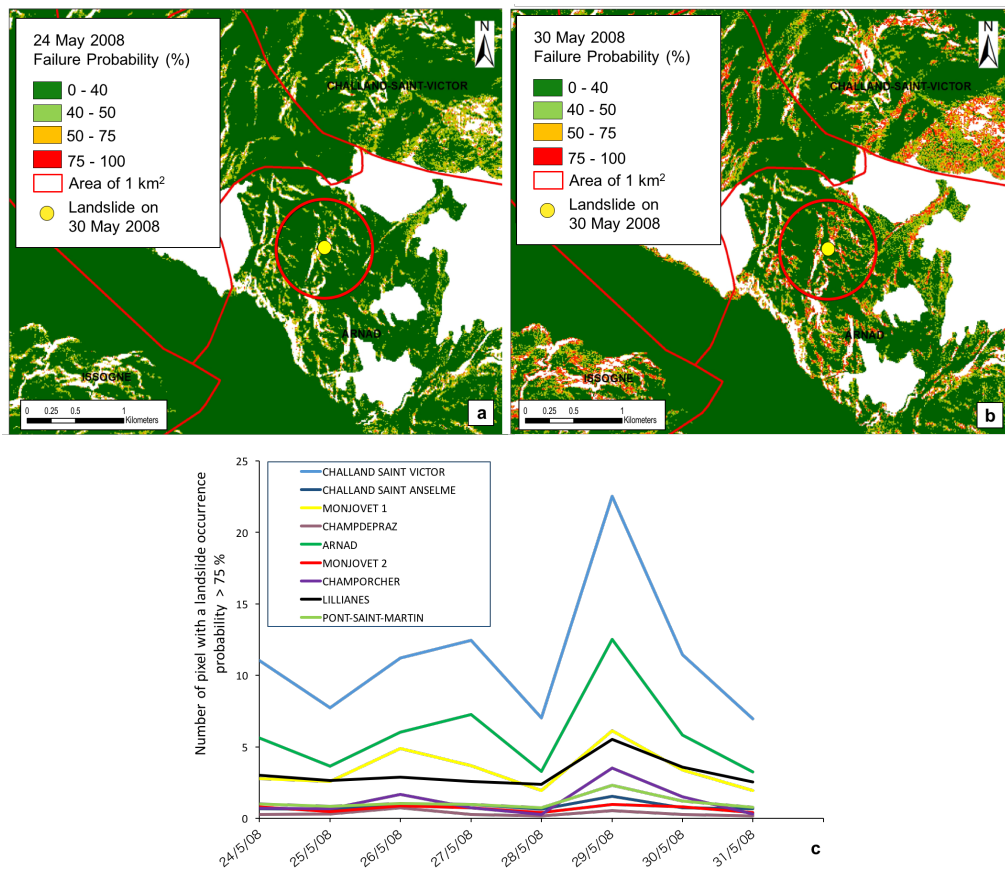 24 May 2008
Failure Probability (%)
0 - 40
40 - 50
50 - 75
75 - 100
Area of 1 km2
Landslide on
30 May 2008
N
CHALLAND-SAINT-VICTOR
ARNAD
ISSOGNE
0 0.25 0.5 1
Kilometers
a
30 May 2008
Failure Probability (%)
0 - 40
40 - 50
50 - 75
75 - 100
Area of 1 km2
Landslide on
30 May 2008
N
CHALLAND-SAINT-VICTOR
ARNAD
ISSOGNE
0 0.25 0.5 1
Kilometers
b
Number of pixel with a landslide occurrence
probability > 75 %
25
20
15
10
5
0
CHALLAND SAINT VICTOR
CHALLAND SAINT ANSELME
MONJOVET 1
CHAMPDEPRAZ
ARNAD
MONJOVET 2
CHAMPORCHER
LILLIANES
PONT-SAINT-MARTIN
24/5/08 25/5/08 26/5/08 27/5/08 28/5/08 29/5/08 30/5/08 31/5/08
c